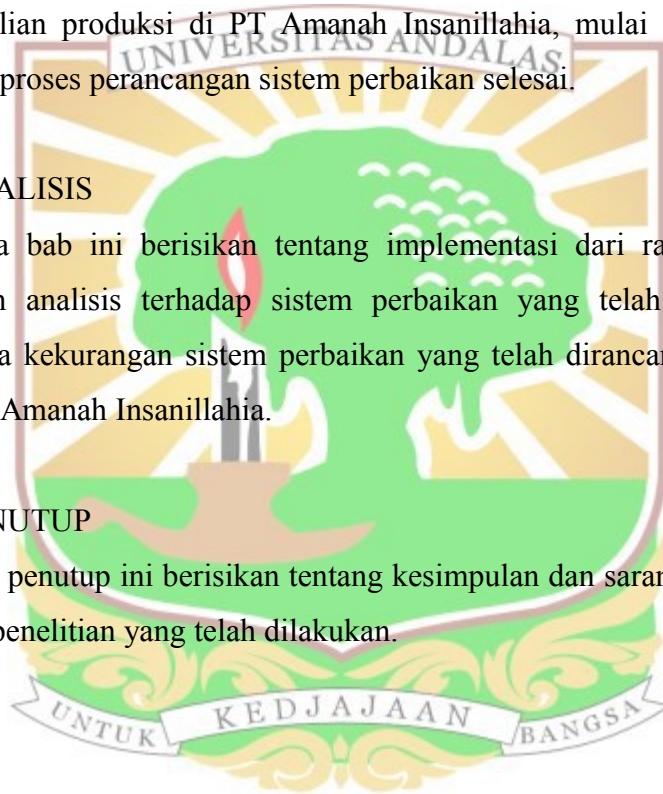 lian produksi di PT Amanah Insanillahia, mulai
UNIVERSITAS ANDALAS
proses perancangan sistem perbaikan selesai.
ALISIS
a bab ini berisikan tentang implementasi dari ra
n analisis terhadap sistem perbaikan yang telah
a kekurangan sistem perbaikan yang telah dirancan
Amanah Insanillahia.
NUTUP
penutup ini berisikan tentang kesimpulan dan saran
penelitian yang telah dilakukan.
UNTUK KEDJAJAAN BANGSA